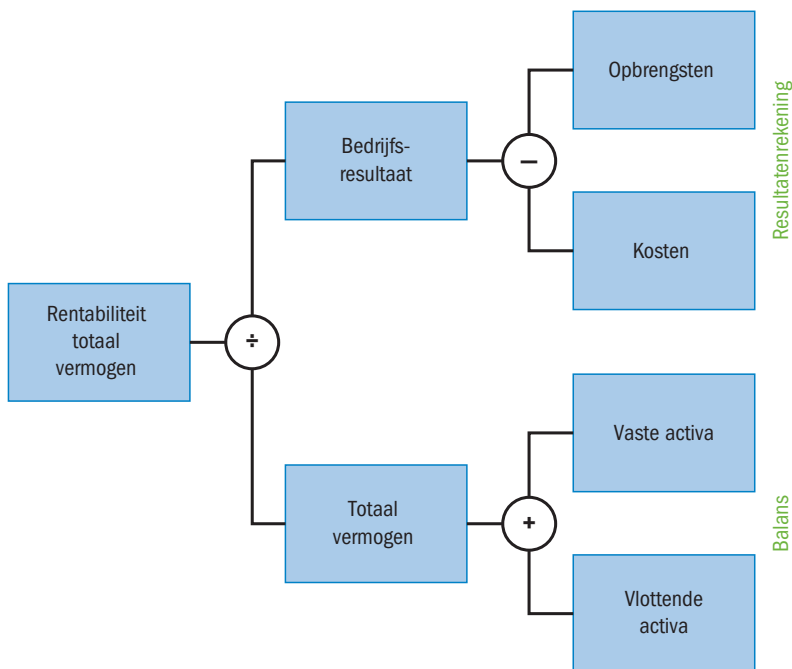 Opbrengsten
Bedrijfs-
resultaat
–
Kosten
Resultatenrekening
Rentabiliteit
totaal
vermogen
÷
Vaste activa
Totaal
vermogen
+
Vlottende
activa
Balans